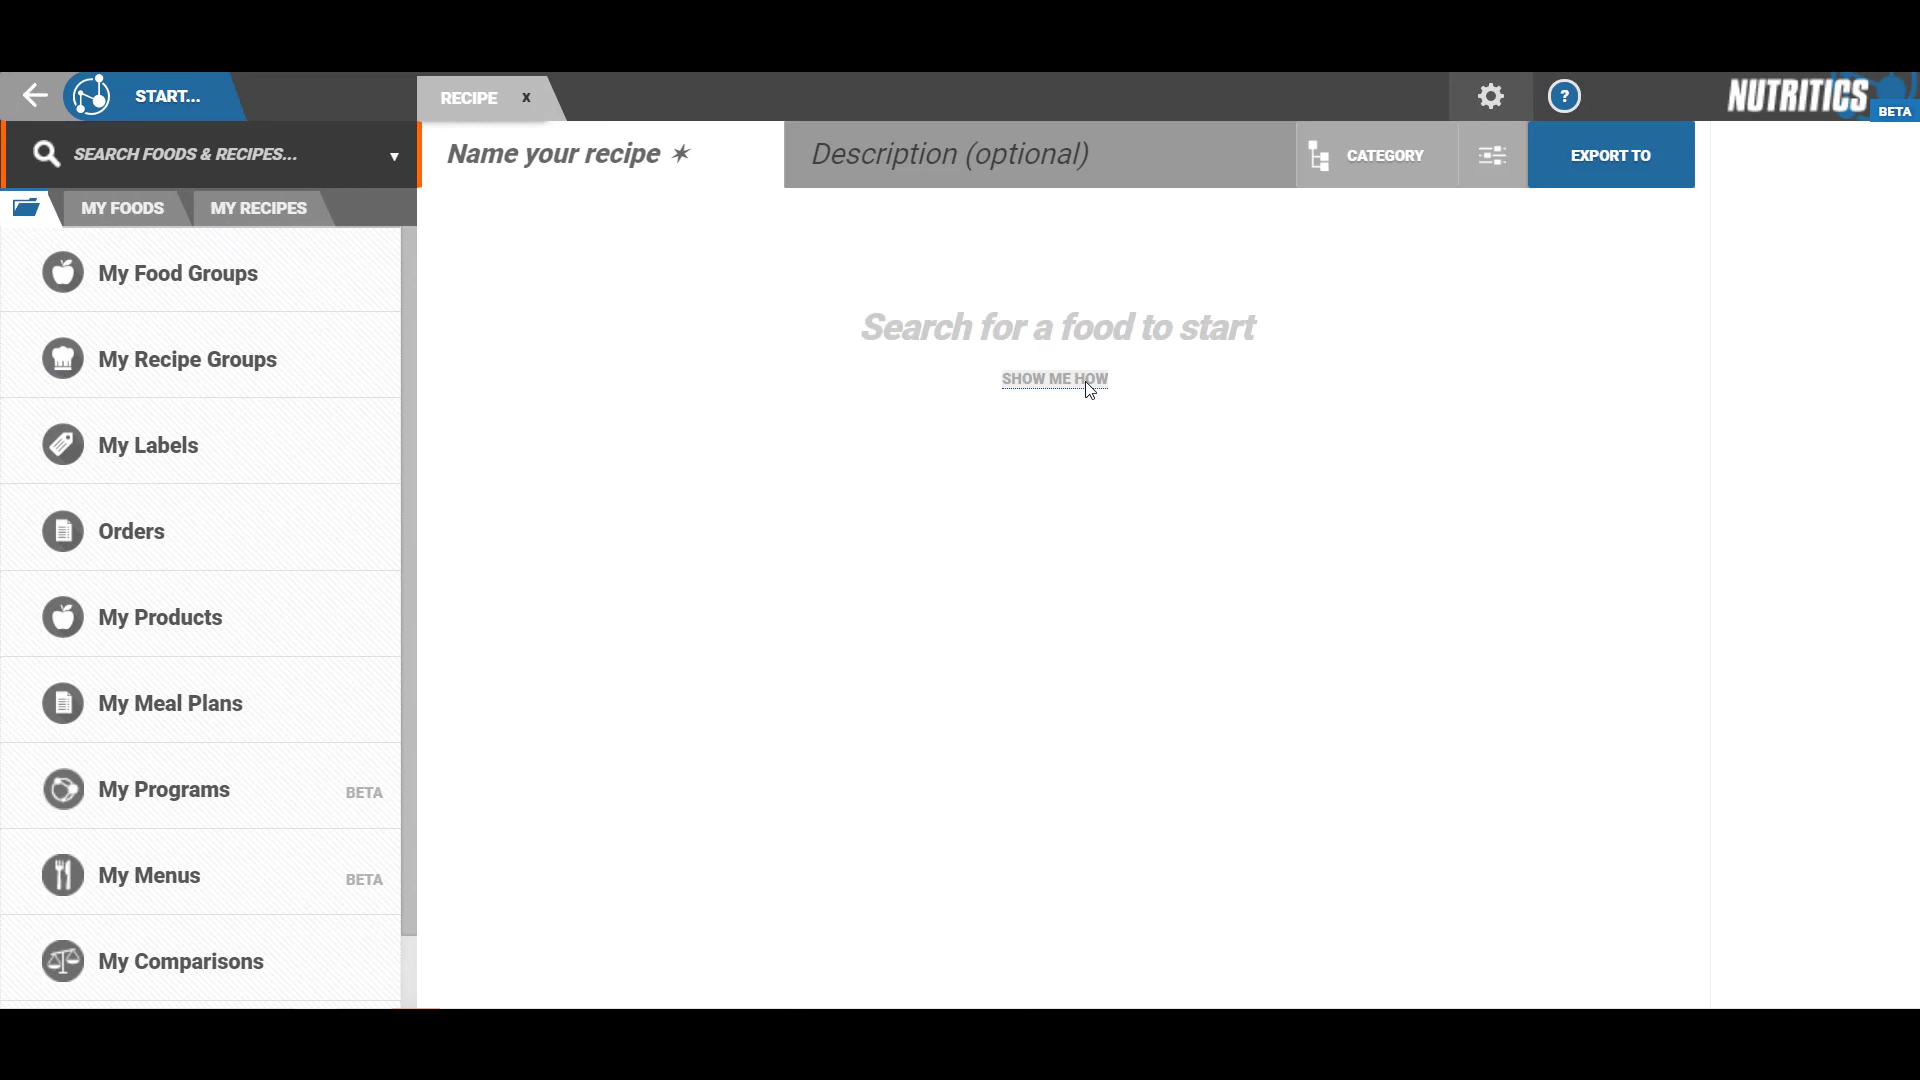 START...
RECIPE x
?
NUTRITICS
BETA
SEARCH FOODS & RECIPES...
Name your recipe ✶
Description (optional)
CATEGORY
EXPORT TO
MY FOODS
MY RECIPES
My Food Groups
My Recipe Groups
My Labels
Orders
My Products
My Meal Plans
My Programs BETA
My Menus BETA
My Comparisons
Search for a food to start
SHOW ME HOW